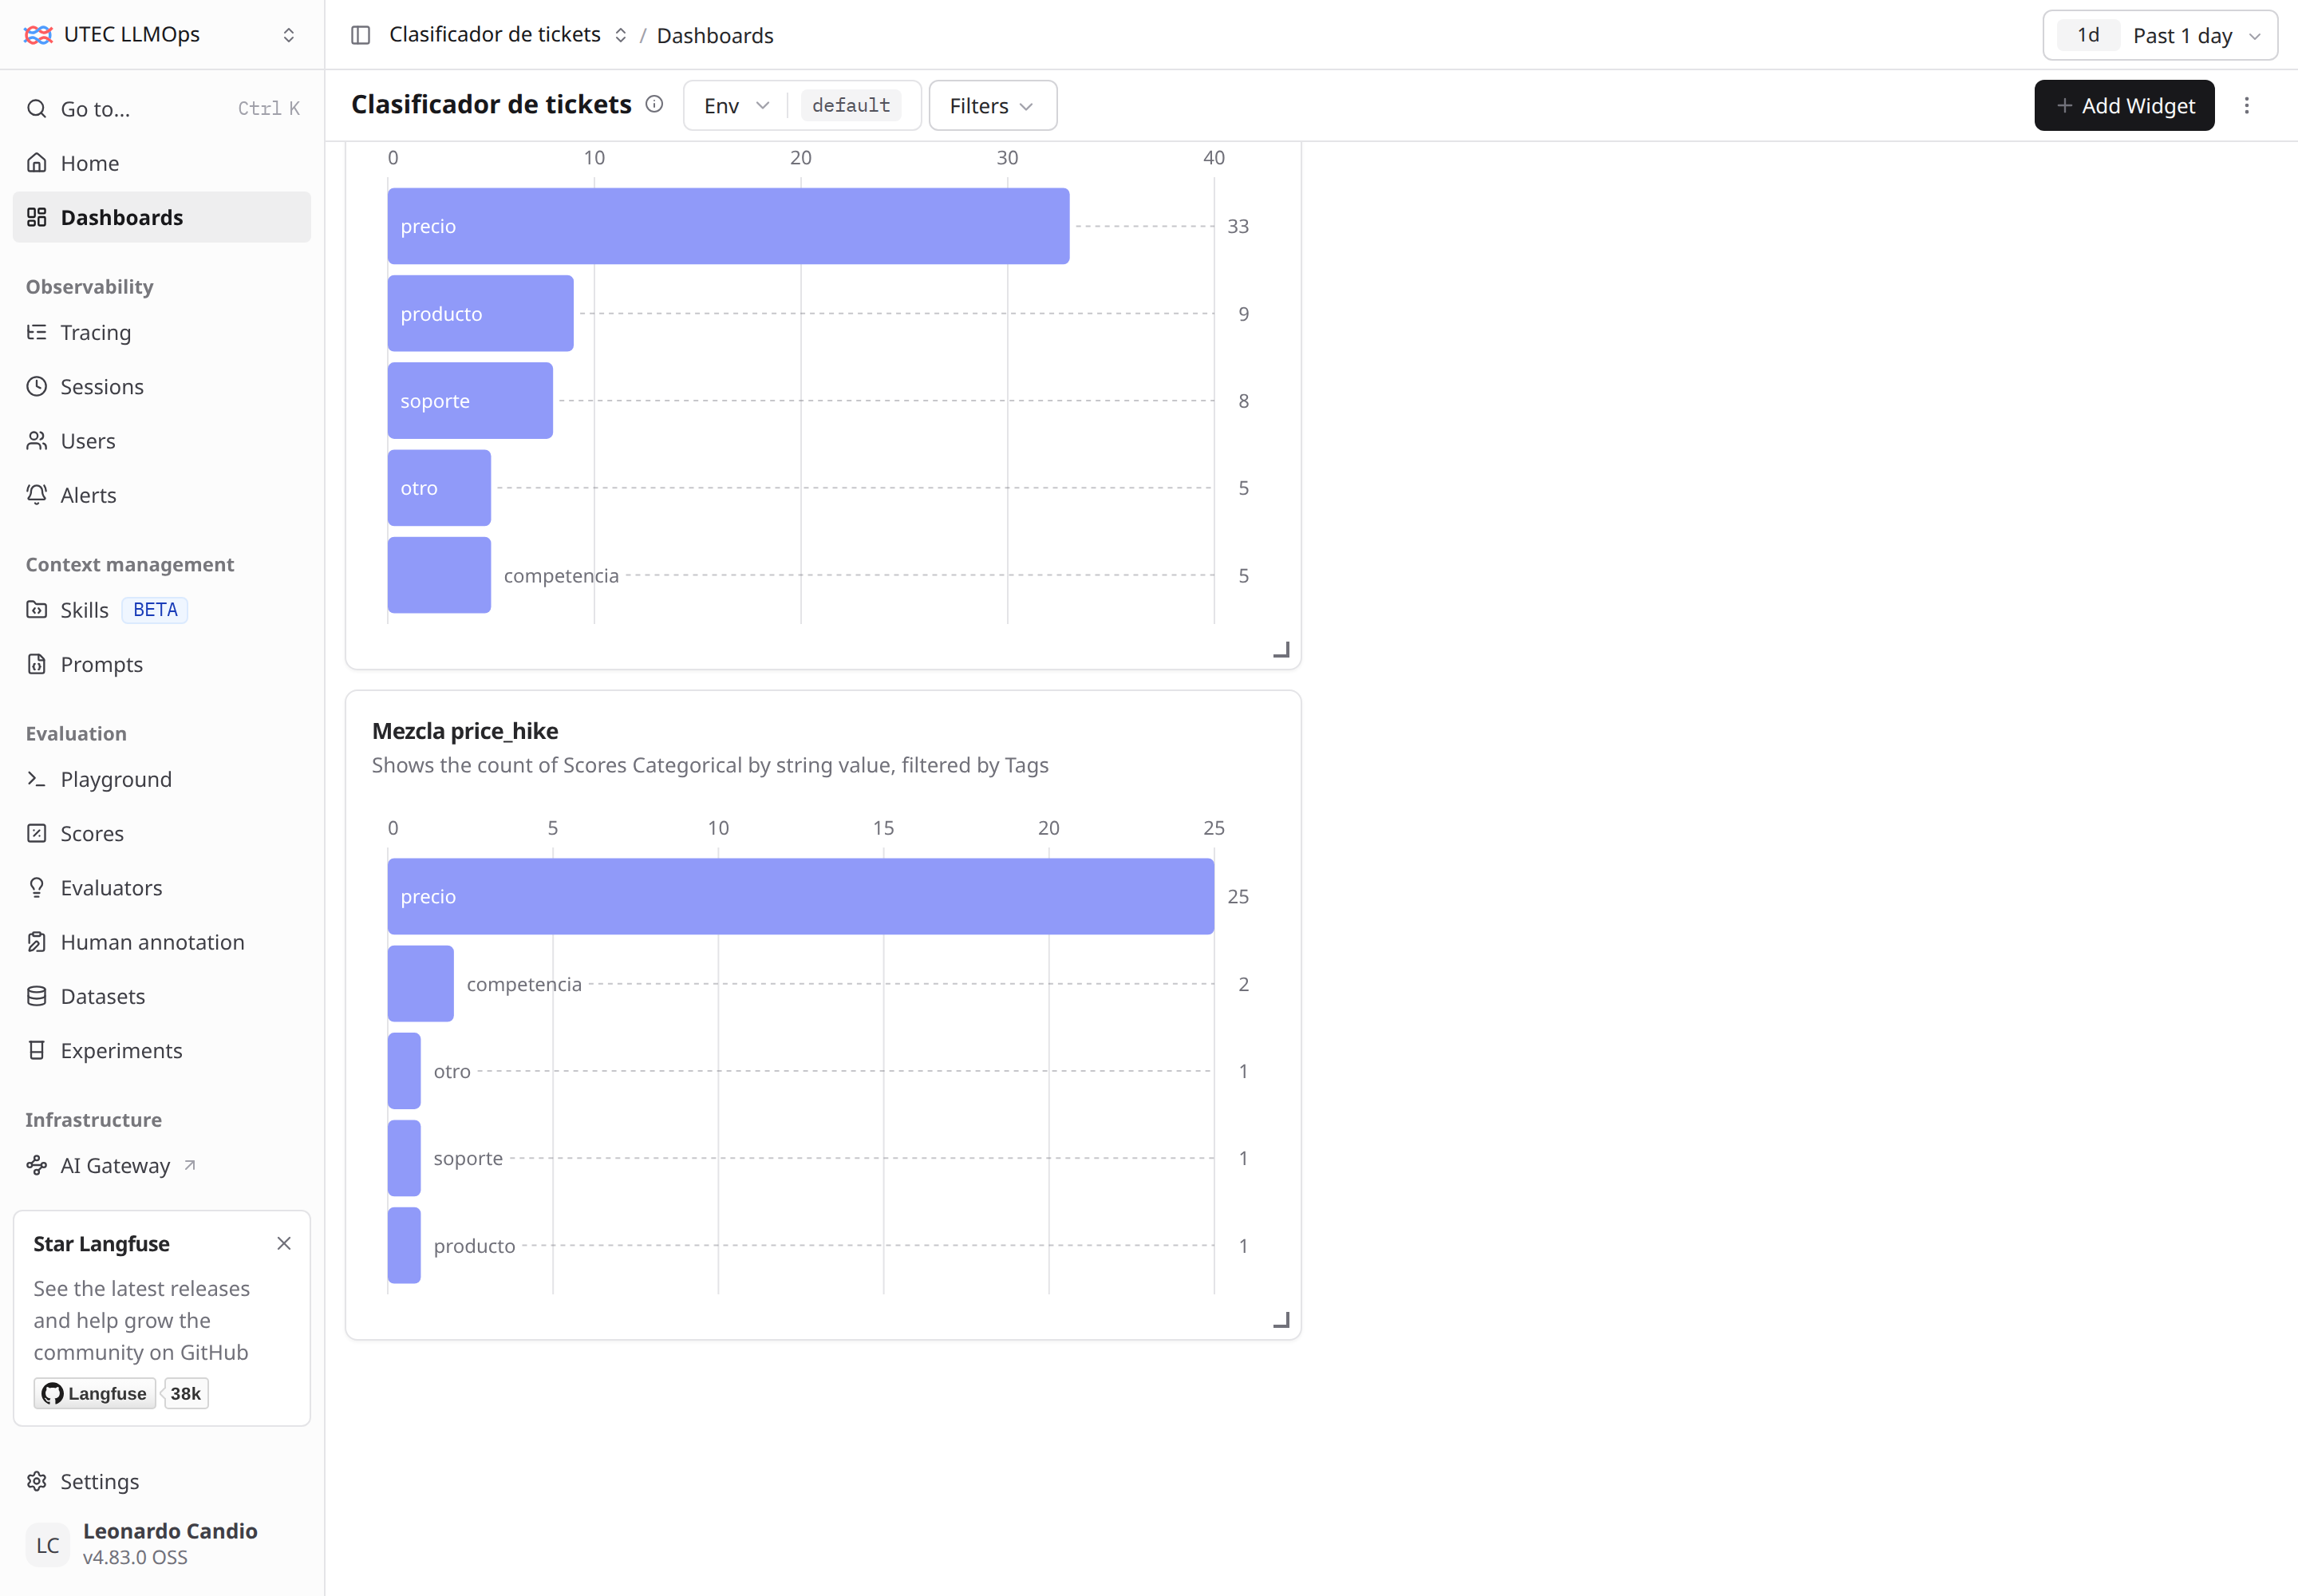 UTEC LLMOps
Clasificador de tickets / Dashboards
1d Past 1 day
Go to... Ctrl K
Home
Dashboards
Observability
Tracing
Sessions
Users
Alerts
Context management
Skills BETA
Prompts
Evaluation
Playground
Scores
Evaluators
Human annotation
Datasets
Experiments
Infrastructure
AI Gateway
Star Langfuse
See the latest releases
and help grow the
community on GitHub
Langfuse 38k
Settings
LC
Leonardo Candio
v4.83.0 OSS
Clasificador de tickets Env default Filters + Add Widget
0 10 20 30 40
precio 33
producto 9
soporte 8
otro 5
competencia 5
Mezcla price_hike
Shows the count of Scores Categorical by string value, filtered by Tags
0 5 10 15 20 25
precio 25
competencia 2
otro 1
soporte 1
producto 1